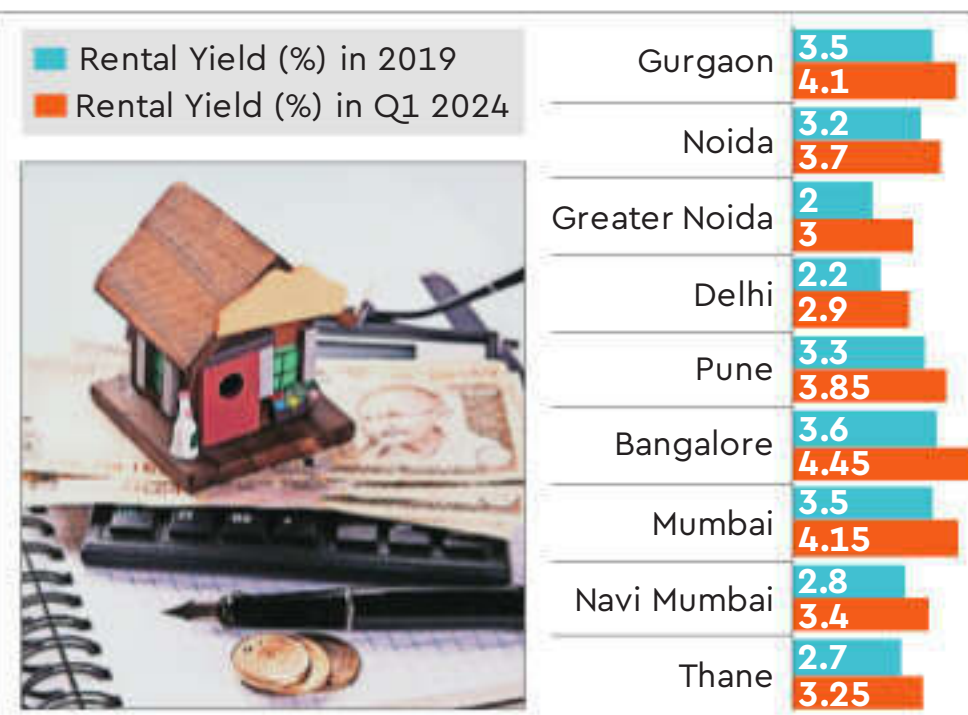 Rental Yield (%) in 2019
Rental Yield (%) in Q1 2024
Gurgaon
3.5
4.1
Noida
3.2
3.7
Greater Noida
2
3
Delhi
2.2
2.9
Pune
3.3
3.85
Bangalore
3.6
4.45
Mumbai
3.5
4.15
Navi Mumbai
2.8
3.4
Thane
2.7
3.25